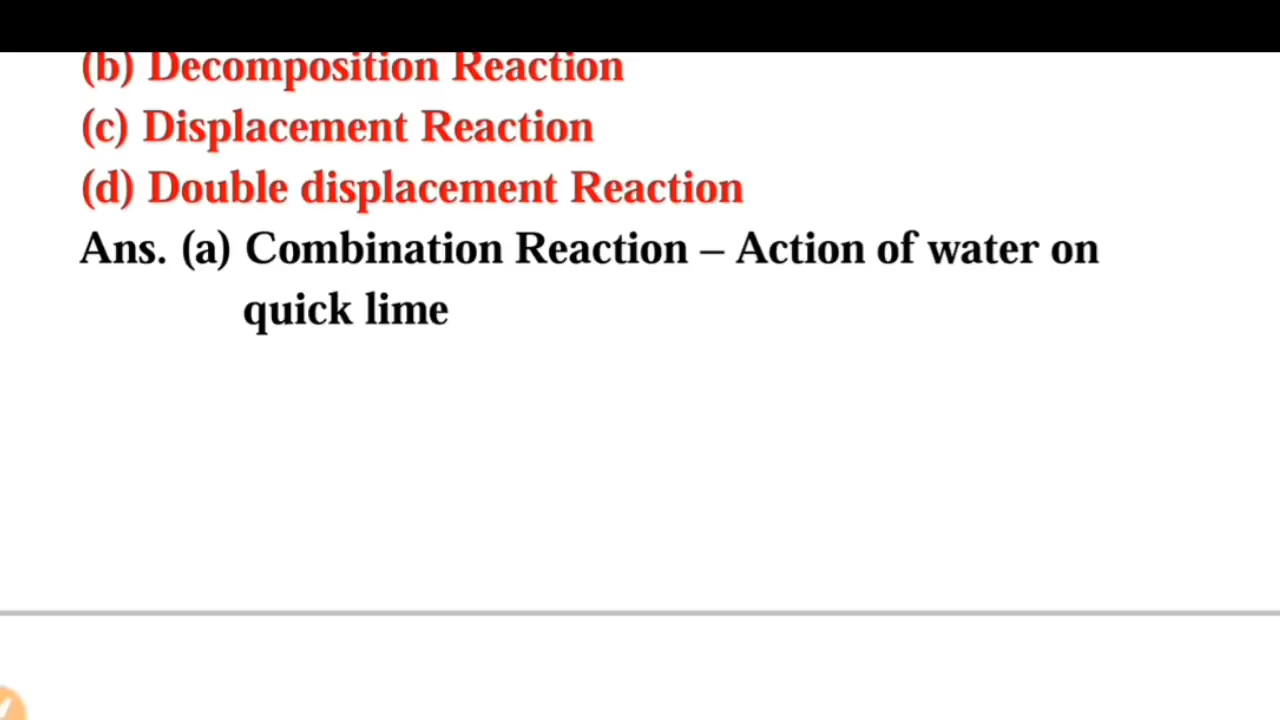 (b) Decomposition Reaction
(c) Displacement Reaction
(d) Double displacement Reaction
Ans. (a) Combination Reaction – Action of water on
quick lime